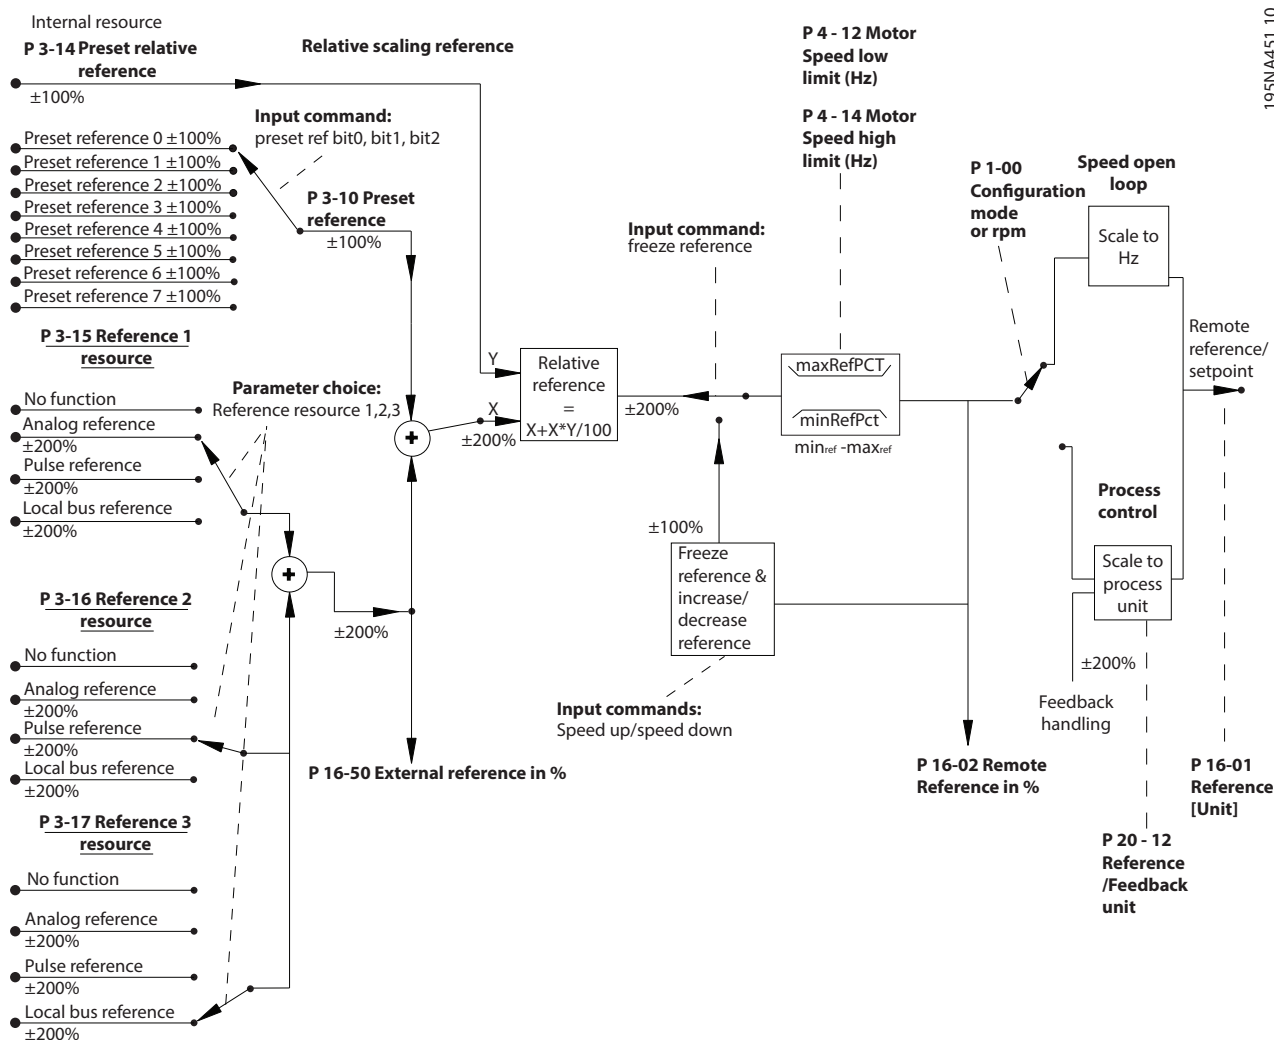 Internal resource
P 3-14 Preset relative
reference
±100%
Relative scaling reference
Input command:
preset ref bit0, bit1, bit2
Preset reference 0 ±100%
Preset reference 1 ±100%
Preset reference 2 ±100%
Preset reference 3 ±100%
Preset reference 4 ±100%
Preset reference 5 ±100%
Preset reference 6 ±100%
Preset reference 7 ±100%
P 3-10 Preset
reference
±100%
P 3-15 Reference 1
resource
No function
Analog reference
±200%
Pulse reference
±200%
Local bus reference
±200%
Parameter choice:
Reference resource 1,2,3
P 3-16 Reference 2
resource
No function
Analog reference
±200%
Pulse reference
±200%
Local bus reference
±200%
P 3-17 Reference 3
resource
No function
Analog reference
±200%
Pulse reference
±200%
Local bus reference
±200%
+
±200%
+
P 16-50 External reference in %
Y
X
±200%
Relative
reference
=
X+X*Y/100
±200%
Input command:
freeze reference
±100%
Freeze
reference &
increase/
decrease
reference
Input commands:
Speed up/speed down
P 4 - 12 Motor
Speed low
limit (Hz)
P 4 - 14 Motor
Speed high
limit (Hz)
maxRefPCT
minRefPct
minref -maxref
P 16-02 Remote
Reference in %
P 1-00
Configuration
mode
or rpm
Speed open
loop
Scale to
Hz
Process
control
Scale to
process
unit
±200%
Feedback
handling
P 20 - 12
Reference
/Feedback
unit
Remote
reference/
setpoint
P 16-01
Reference
[Unit]
195NA451.10